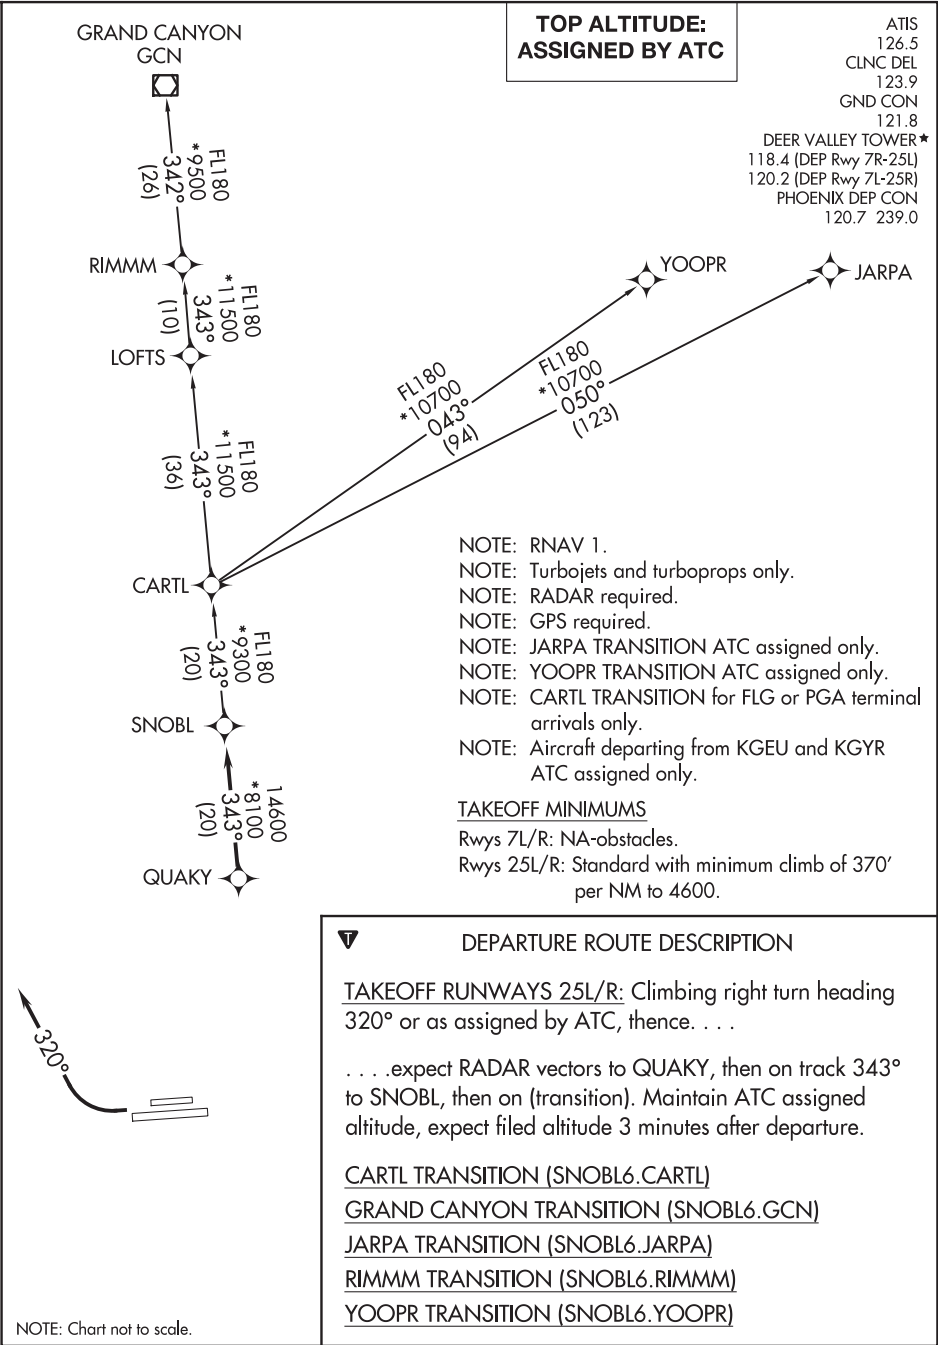 TOP ALTITUDE:
ASSIGNED BY ATC
ATIS
126.5
CLNC DEL
123.9
GND CON
121.8
DEER VALLEY TOWER★
118.4 (DEP Rwy 7R-25L)
120.2 (DEP Rwy 7L-25R)
PHOENIX DEP CON
120.7 239.0
GRAND CANYON
GCN
FL180
*9500
342°
(26)
RIMMM
FL180
*11500
343°
(10)
LOFTS
FL180
*11500
343°
(36)
YOOPR
JARPA
FL180
*10700
043°
(94)
FL180
*10700
050°
(123)
CARTL
FL180
*9300
343°
(20)
SNOBL
14600
*8100
343°
(20)
QUAKY
NOTE: RNAV 1.
NOTE: Turbojets and turboprops only.
NOTE: RADAR required.
NOTE: GPS required.
NOTE: JARPA TRANSITION ATC assigned only.
NOTE: YOOPR TRANSITION ATC assigned only.
NOTE: CARTL TRANSITION for FLG or PGA terminal
arrivals only.
NOTE: Aircraft departing from KGEU and KGYR
ATC assigned only.
TAKEOFF MINIMUMS
Rwys 7L/R: NA-obstacles.
Rwys 25L/R: Standard with minimum climb of 370'
per NM to 4600.
320°
T
DEPARTURE ROUTE DESCRIPTION
TAKEOFF RUNWAYS 25L/R: Climbing right turn heading
320° or as assigned by ATC, thence. . . .
. . . .expect RADAR vectors to QUAKY, then on track 343°
to SNOBL, then on (transition). Maintain ATC assigned
altitude, expect filed altitude 3 minutes after departure.
CARTL TRANSITION (SNOBL6.CARTL)
GRAND CANYON TRANSITION (SNOBL6.GCN)
JARPA TRANSITION (SNOBL6.JARPA)
RIMMM TRANSITION (SNOBL6.RIMMM)
YOOPR TRANSITION (SNOBL6.YOOPR)
NOTE: Chart not to scale.